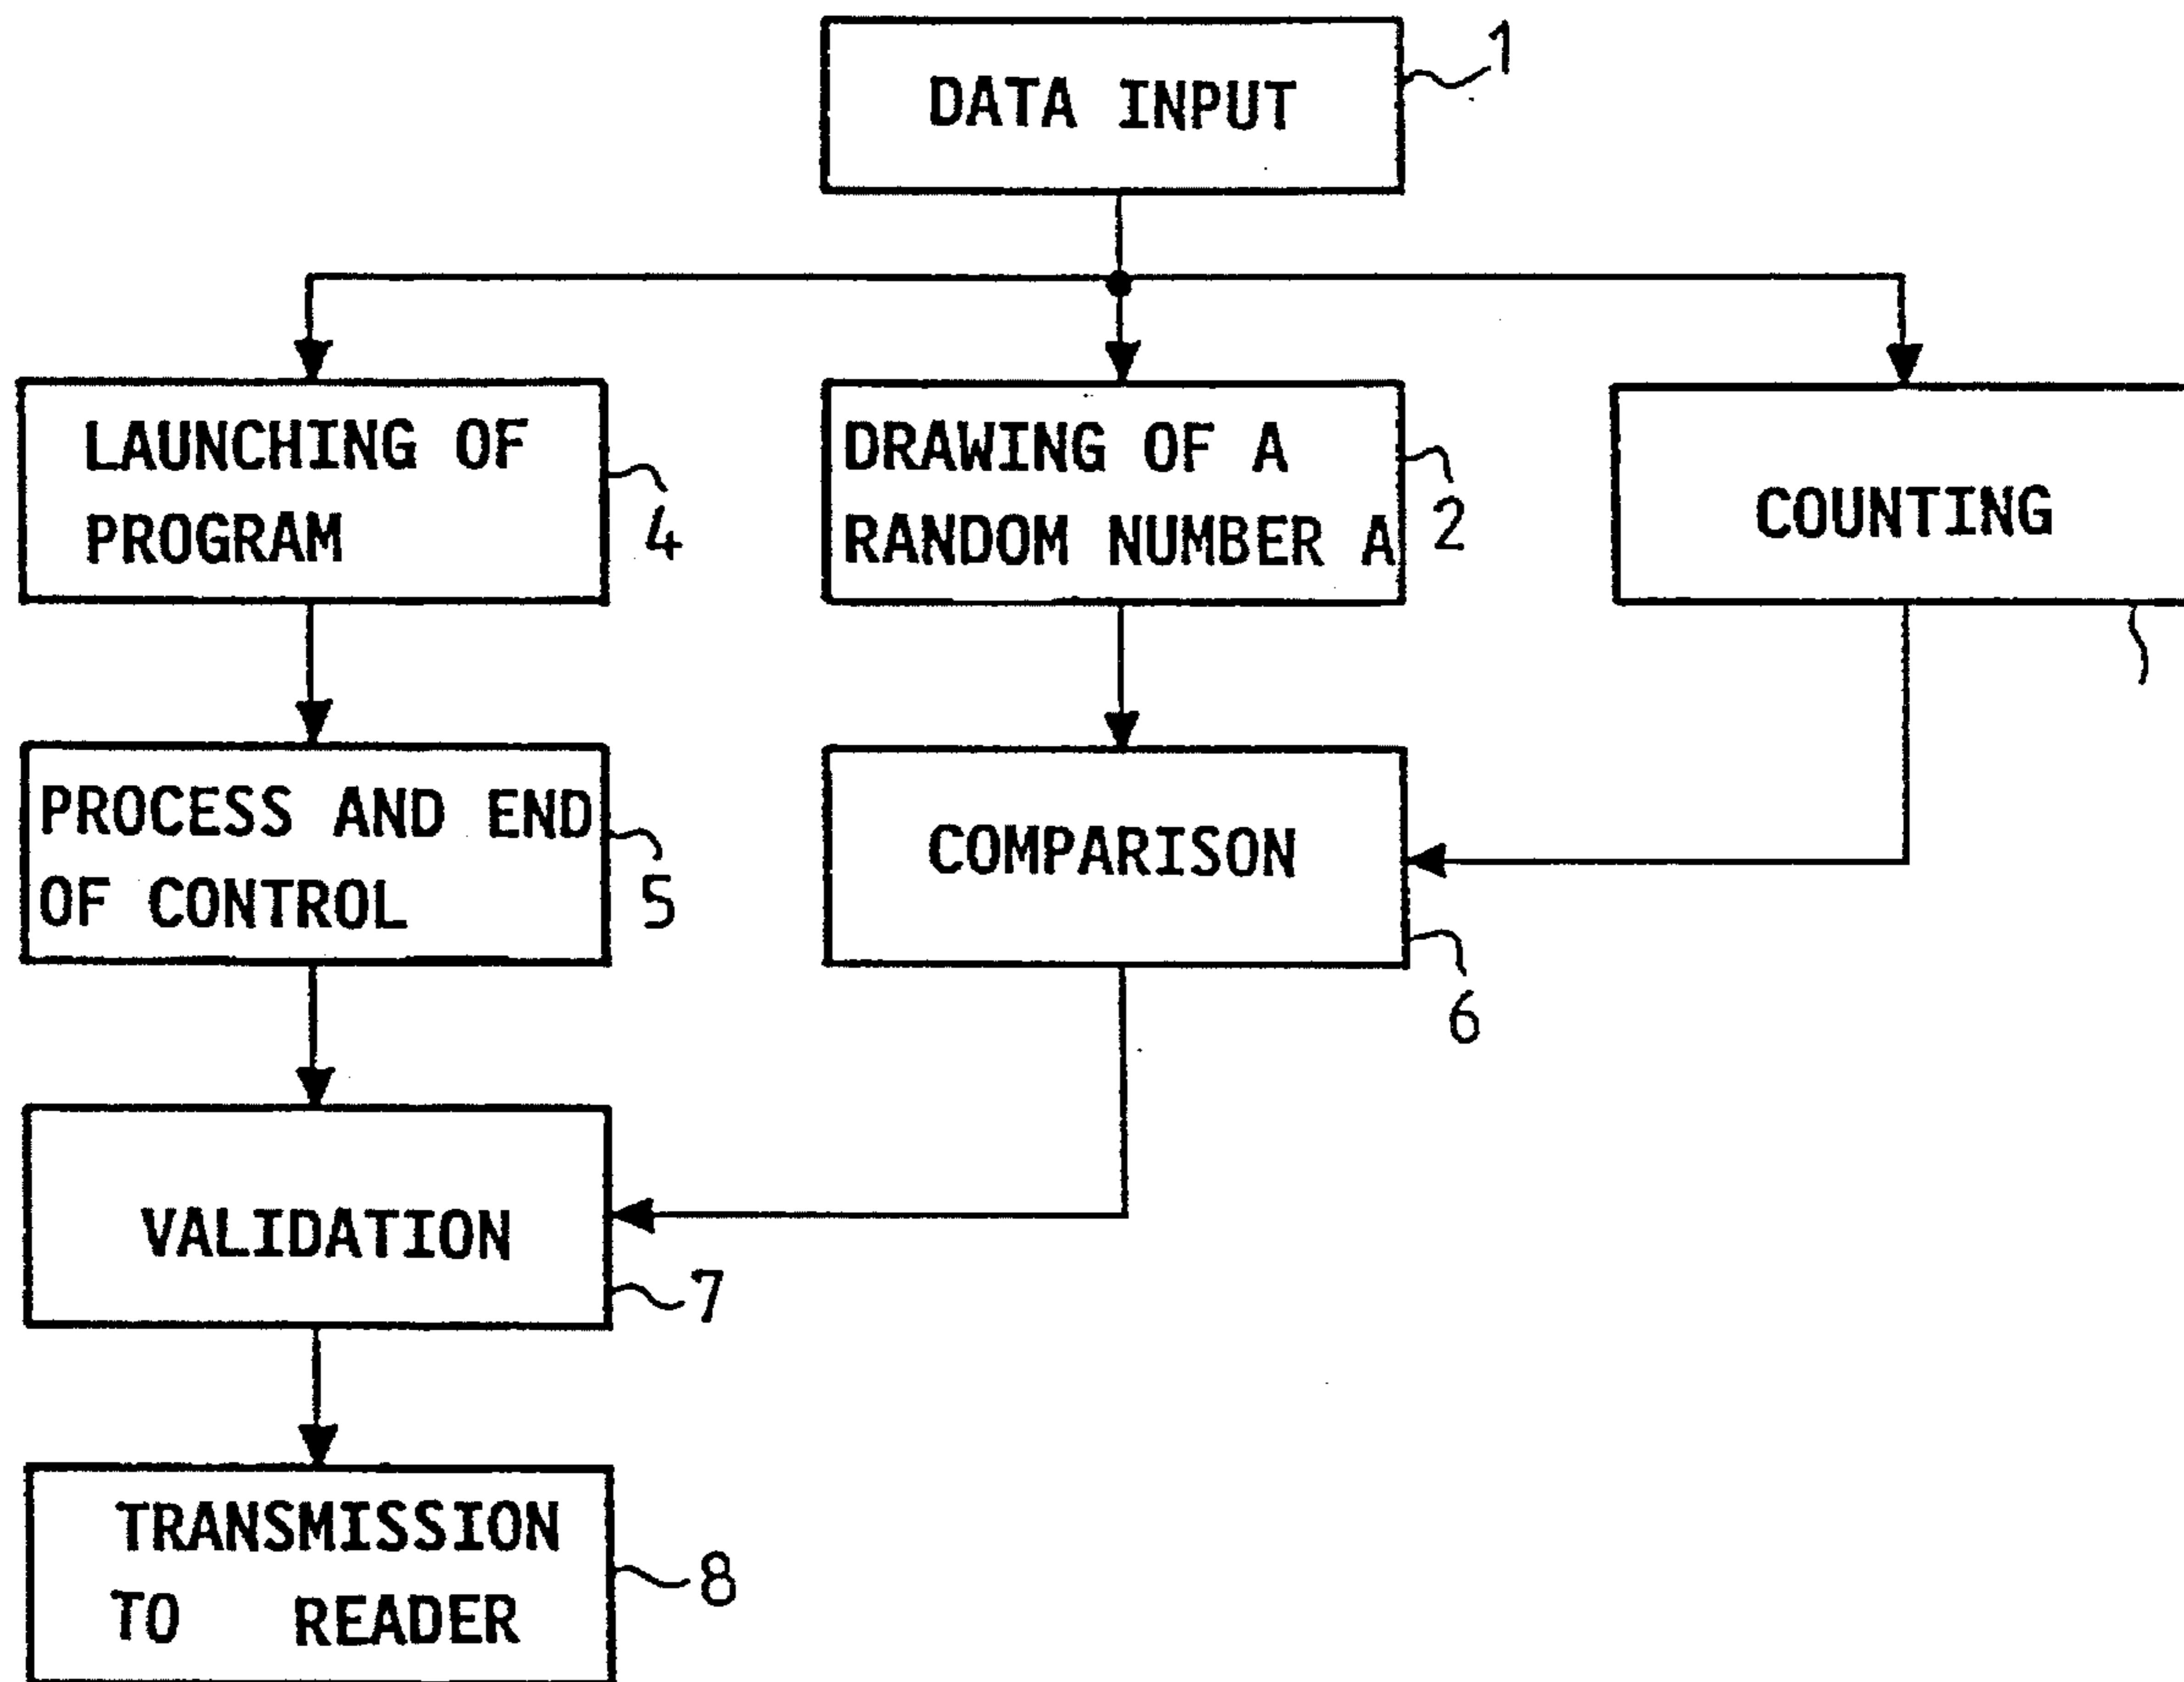 DATA INPUT
1
LAUNCHING OF
PROGRAM
4
DRAWING OF A
RANDOM NUMBER A
2
COUNTING
PROCESS AND END
OF CONTROL
5
COMPARISON
6
VALIDATION
7
TRANSMISSION
TO READER
8